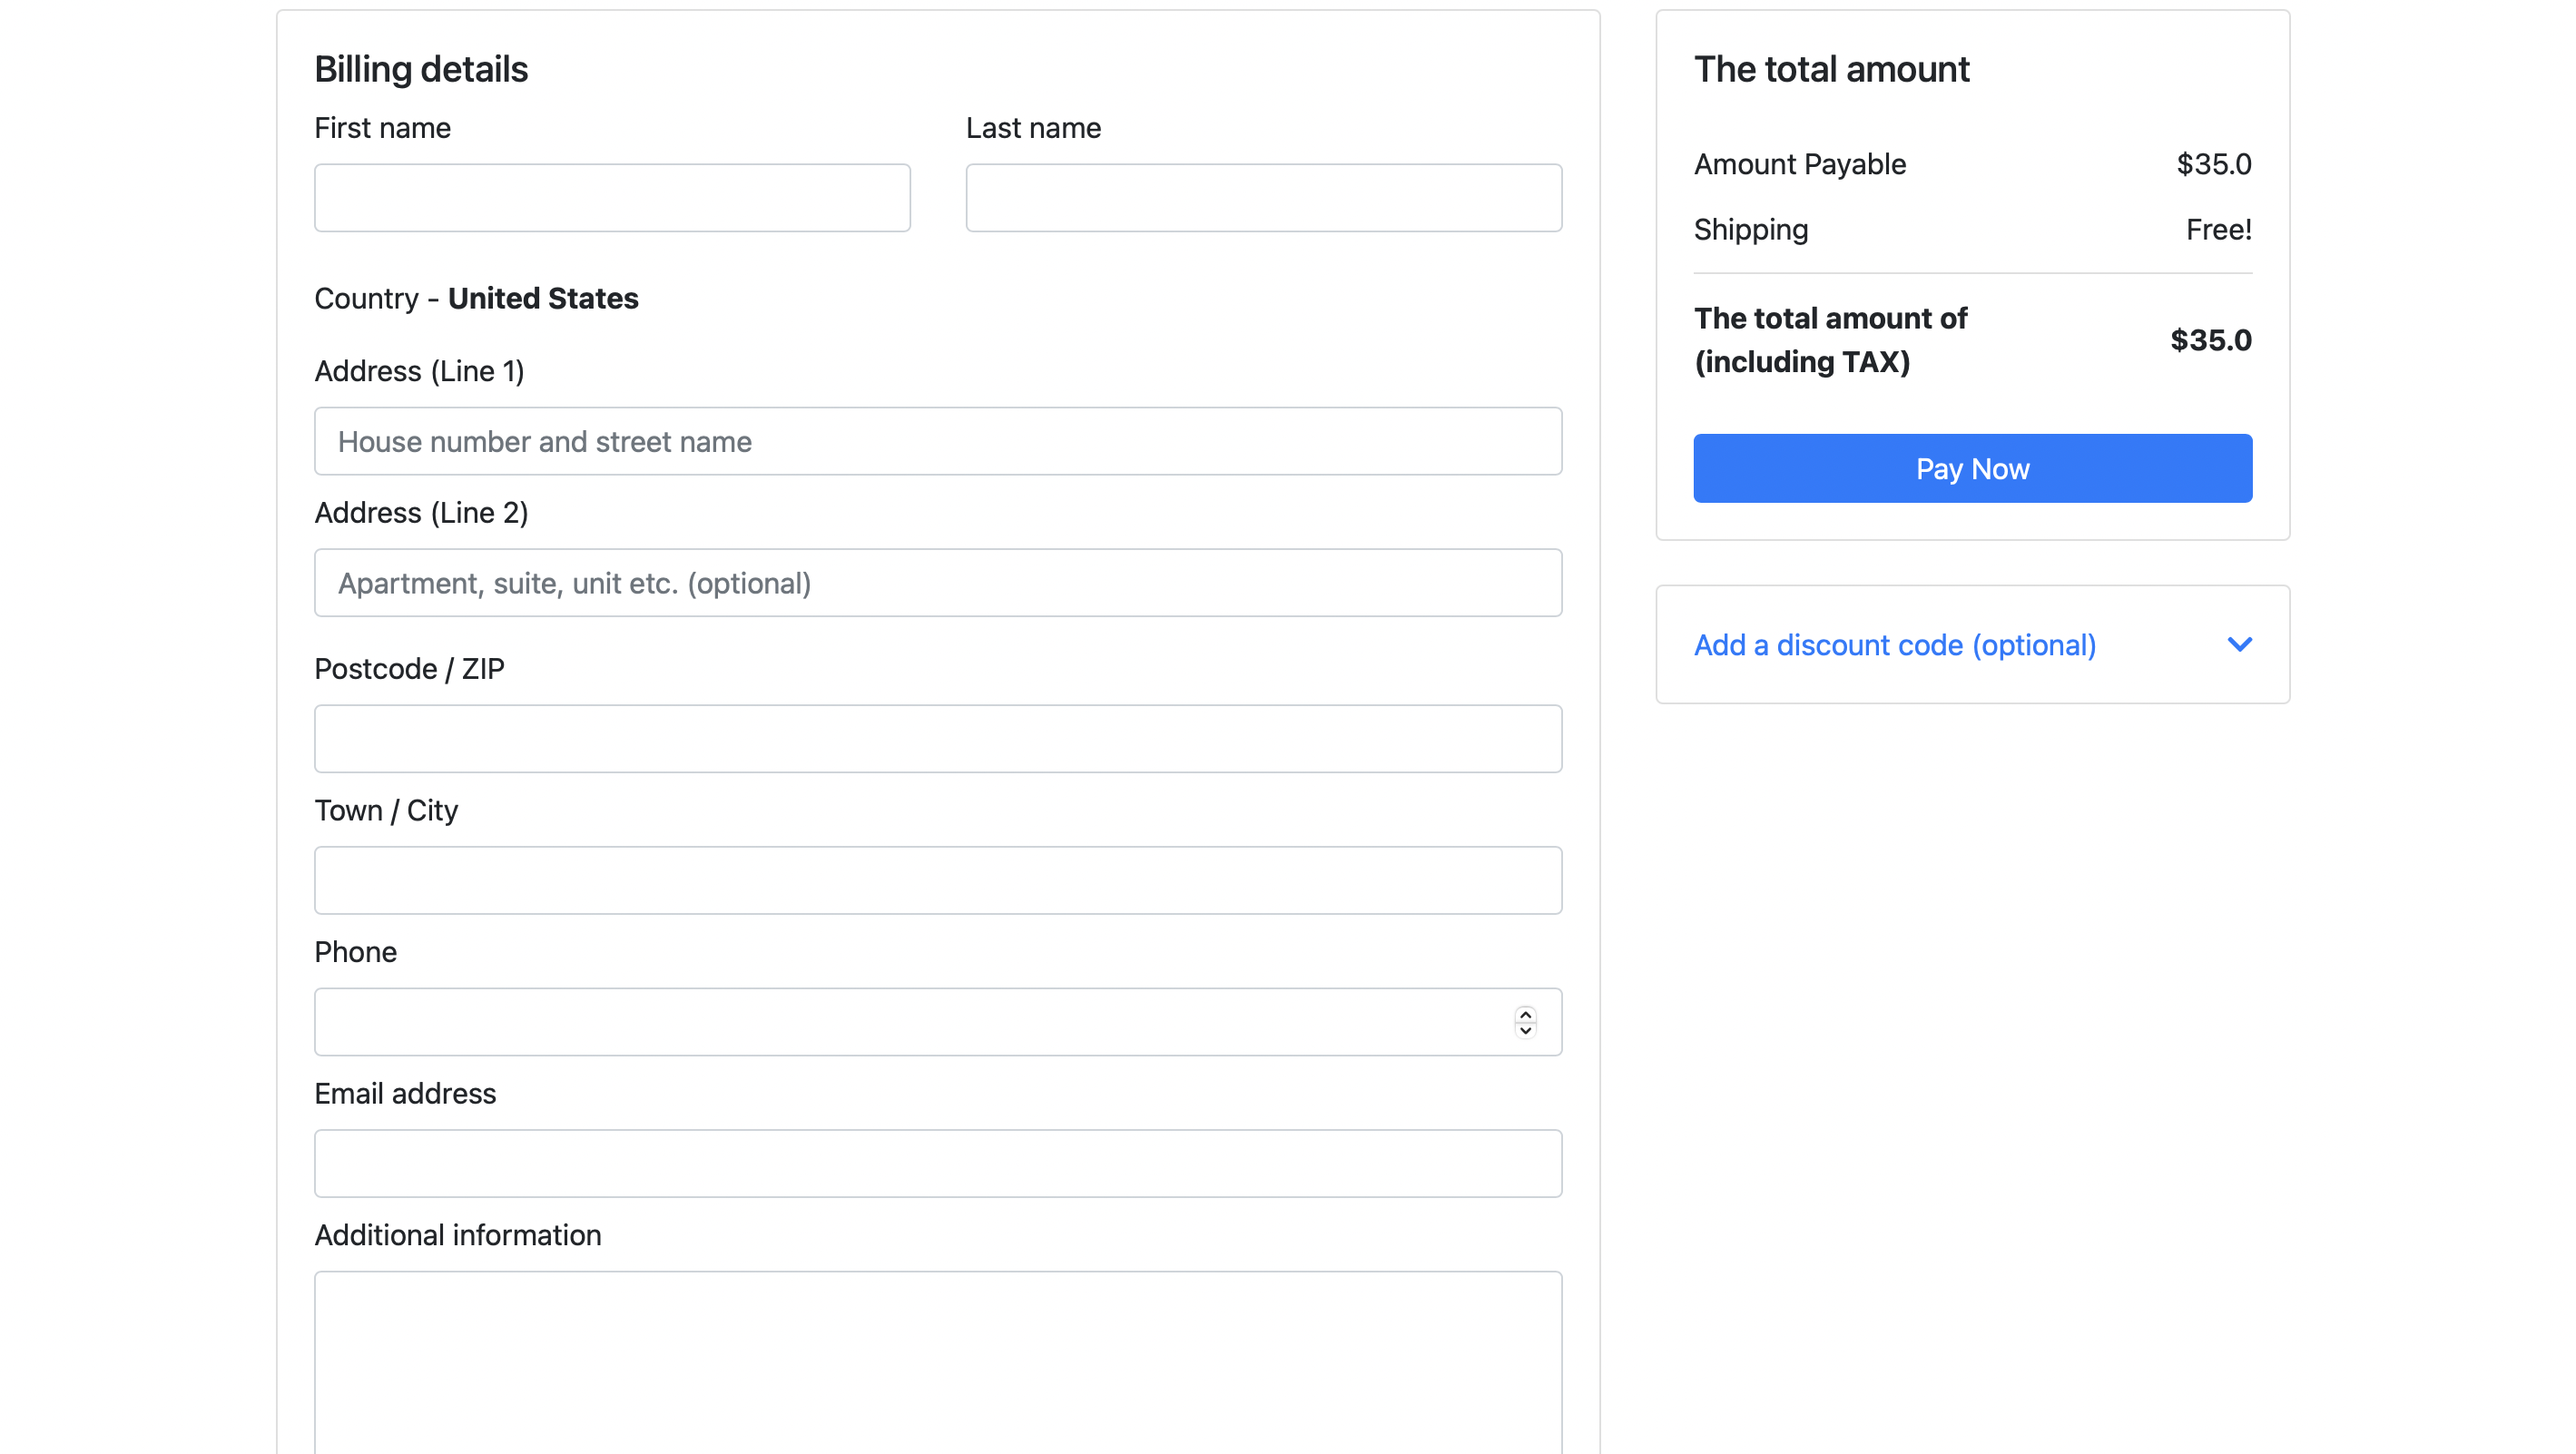 Billing details
First name
Last name
Country - United States
Address (Line 1)
House number and street name
Address (Line 2)
Apartment, suite, unit etc. (optional)
Postcode / ZIP
Town / City
Phone
Email address
Additional information
The total amount
Amount Payable $35.0
Shipping Free!
The total amount of
(including TAX) $35.0
Pay Now
Add a discount code (optional)